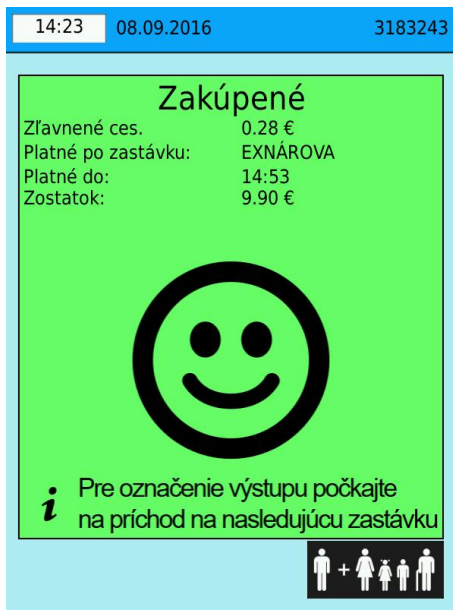 14:23 08.09.2016 3183243
Zakúpené
Zľavnené ces. 0.28 €
Platné po zastávku: EXNÁROVA
Platné do: 14:53
Zostatok: 9.90 €
i Pre označenie výstupu počkajte
na príchod na nasledujúcu zastávku
+